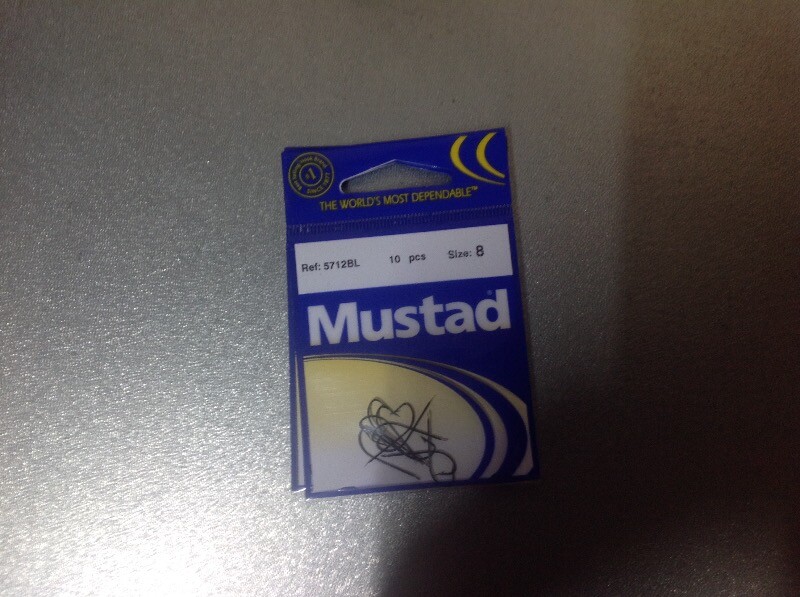 THE WORLD'S MOST DEPENDABLE™
Ref: 5712BL 10 pcs Size: 8
Mustad®